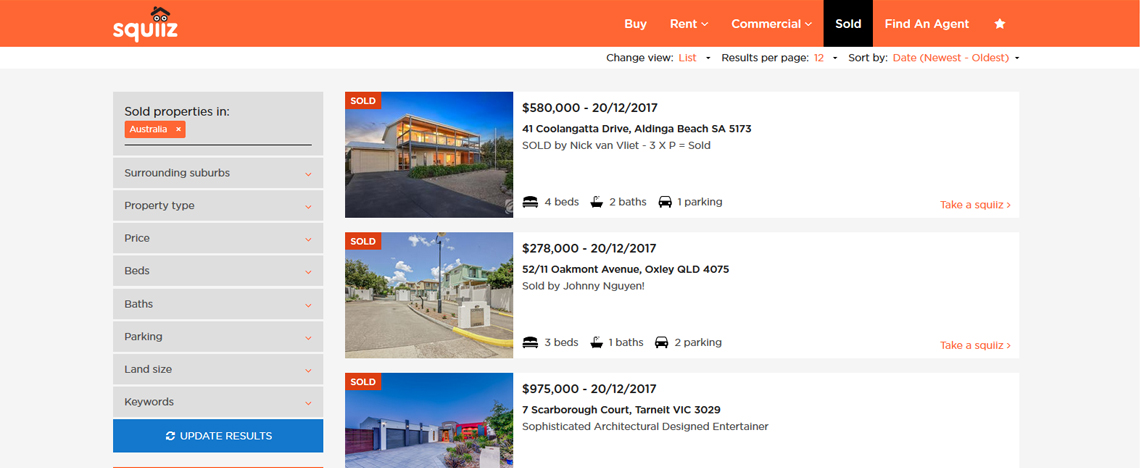 squiiz
Buy Rent Commercial Sold Find An Agent
Change view: List Results per page: 12 Sort by: Date (Newest - Oldest)
Sold properties in:
Australia ×
Surrounding suburbs
Property type
Price
Beds
Baths
Parking
Land size
Keywords
UPDATE RESULTS
SOLD
$580,000 - 20/12/2017
41 Coolangatta Drive, Aldinga Beach SA 5173
SOLD by Nick van Vliet - 3 X P = Sold
4 beds 2 baths 1 parking
Take a squiiz >
SOLD
$278,000 - 20/12/2017
52/11 Oakmont Avenue, Oxley QLD 4075
Sold by Johnny Nguyen!
3 beds 1 baths 2 parking
Take a squiiz >
SOLD
$975,000 - 20/12/2017
7 Scarborough Court, Tarneit VIC 3029
Sophisticated Architectural Designed Entertainer